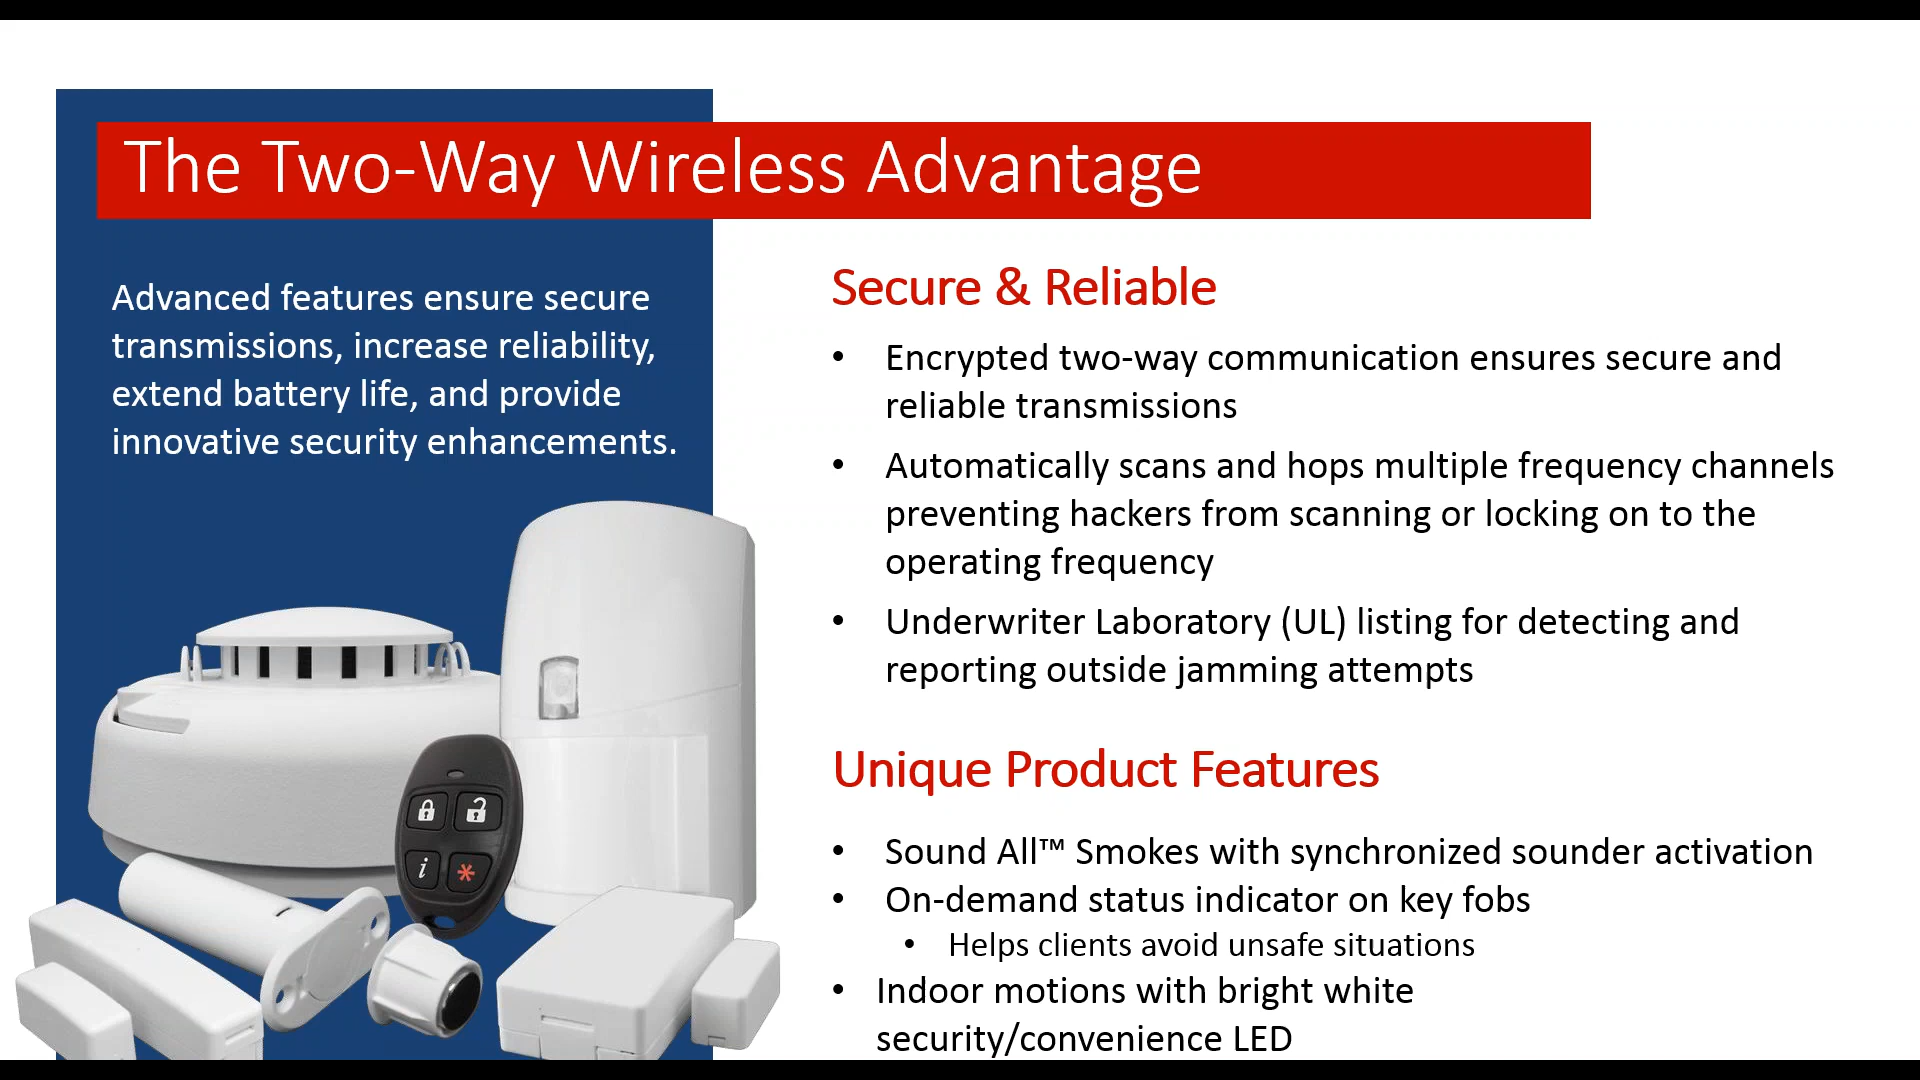 The Two-Way Wireless Advantage
Advanced features ensure secure
transmissions, increase reliability,
extend battery life, and provide
innovative security enhancements.
Secure & Reliable
• Encrypted two-way communication ensures secure and
reliable transmissions
• Automatically scans and hops multiple frequency channels
preventing hackers from scanning or locking on to the
operating frequency
• Underwriter Laboratory (UL) listing for detecting and
reporting outside jamming attempts
Unique Product Features
• Sound All™ Smokes with synchronized sounder activation
• On-demand status indicator on key fobs
• Helps clients avoid unsafe situations
• Indoor motions with bright white
security/convenience LED
i
*